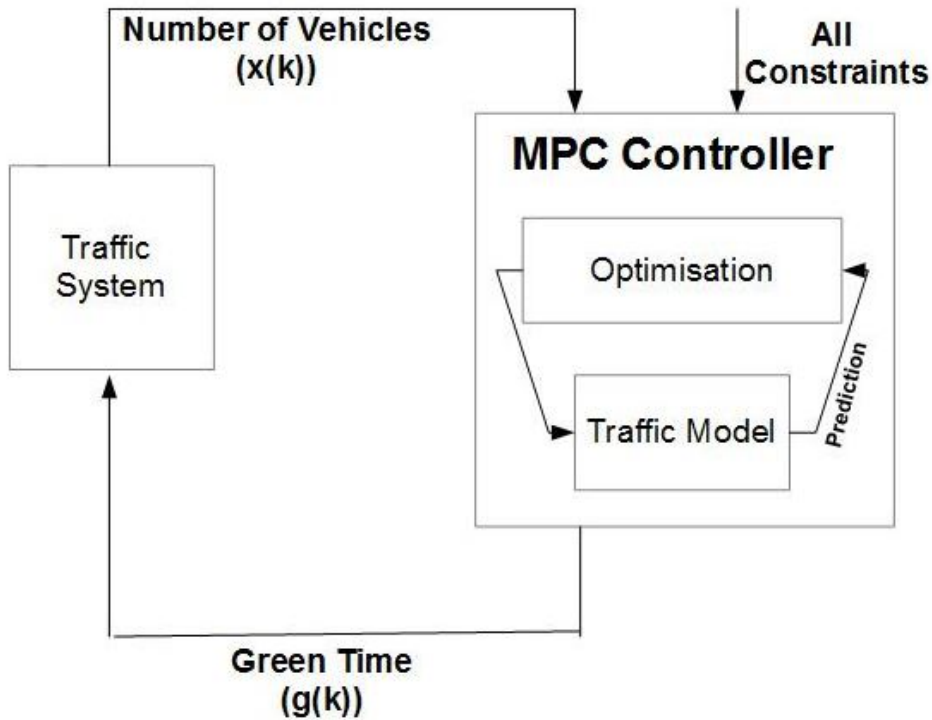 Number of Vehicles
(x(k))
All
Constraints
MPC Controller
Traffic
System
Optimisation
Prediction
Traffic Model
Green Time
(g(k))